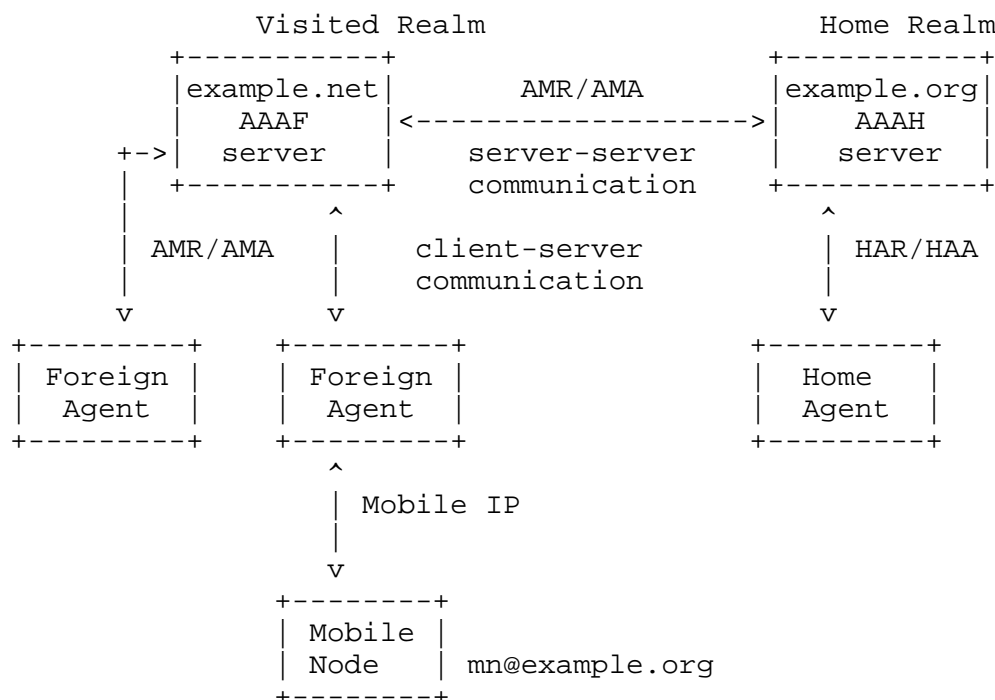 Visited Realm Home Realm
+-----------+ +-----------+
|example.net| AMR/AMA |example.org|
| AAAF |<------------------->| AAAH |
+->| server | server-server | server |
| +-----------+ communication +-----------+
| ^ ^
| AMR/AMA | client-server | HAR/HAA
| | communication |
v v v
+---------+ +---------+ +---------+
| Foreign | | Foreign | | Home |
| Agent | | Agent | | Agent |
+---------+ +---------+ +---------+
^
| Mobile IP
|
v
+--------+
| Mobile |
| Node | mn@example.org
+--------+